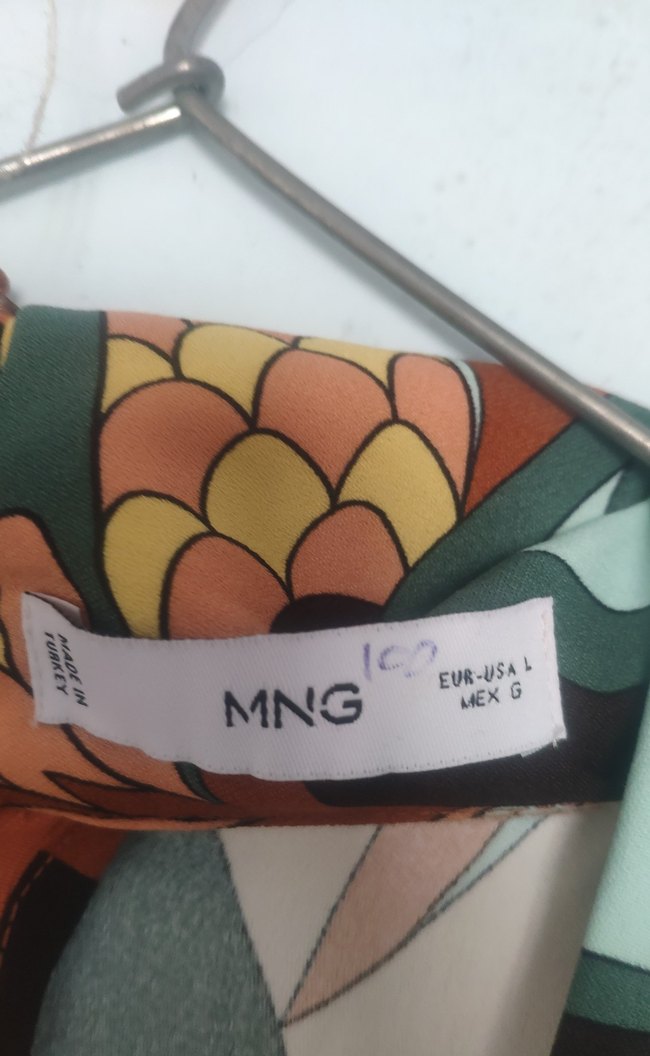 MADE IN
TURKEY
MNG
100
EUR-USA L
MEX G